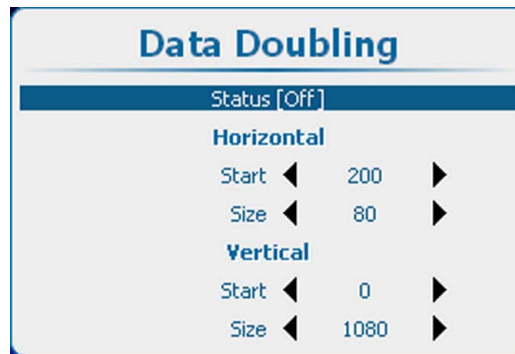 Data Doubling
Status [Off]
Horizontal
Start 200
Size 80
Vertical
Start 0
Size 1080